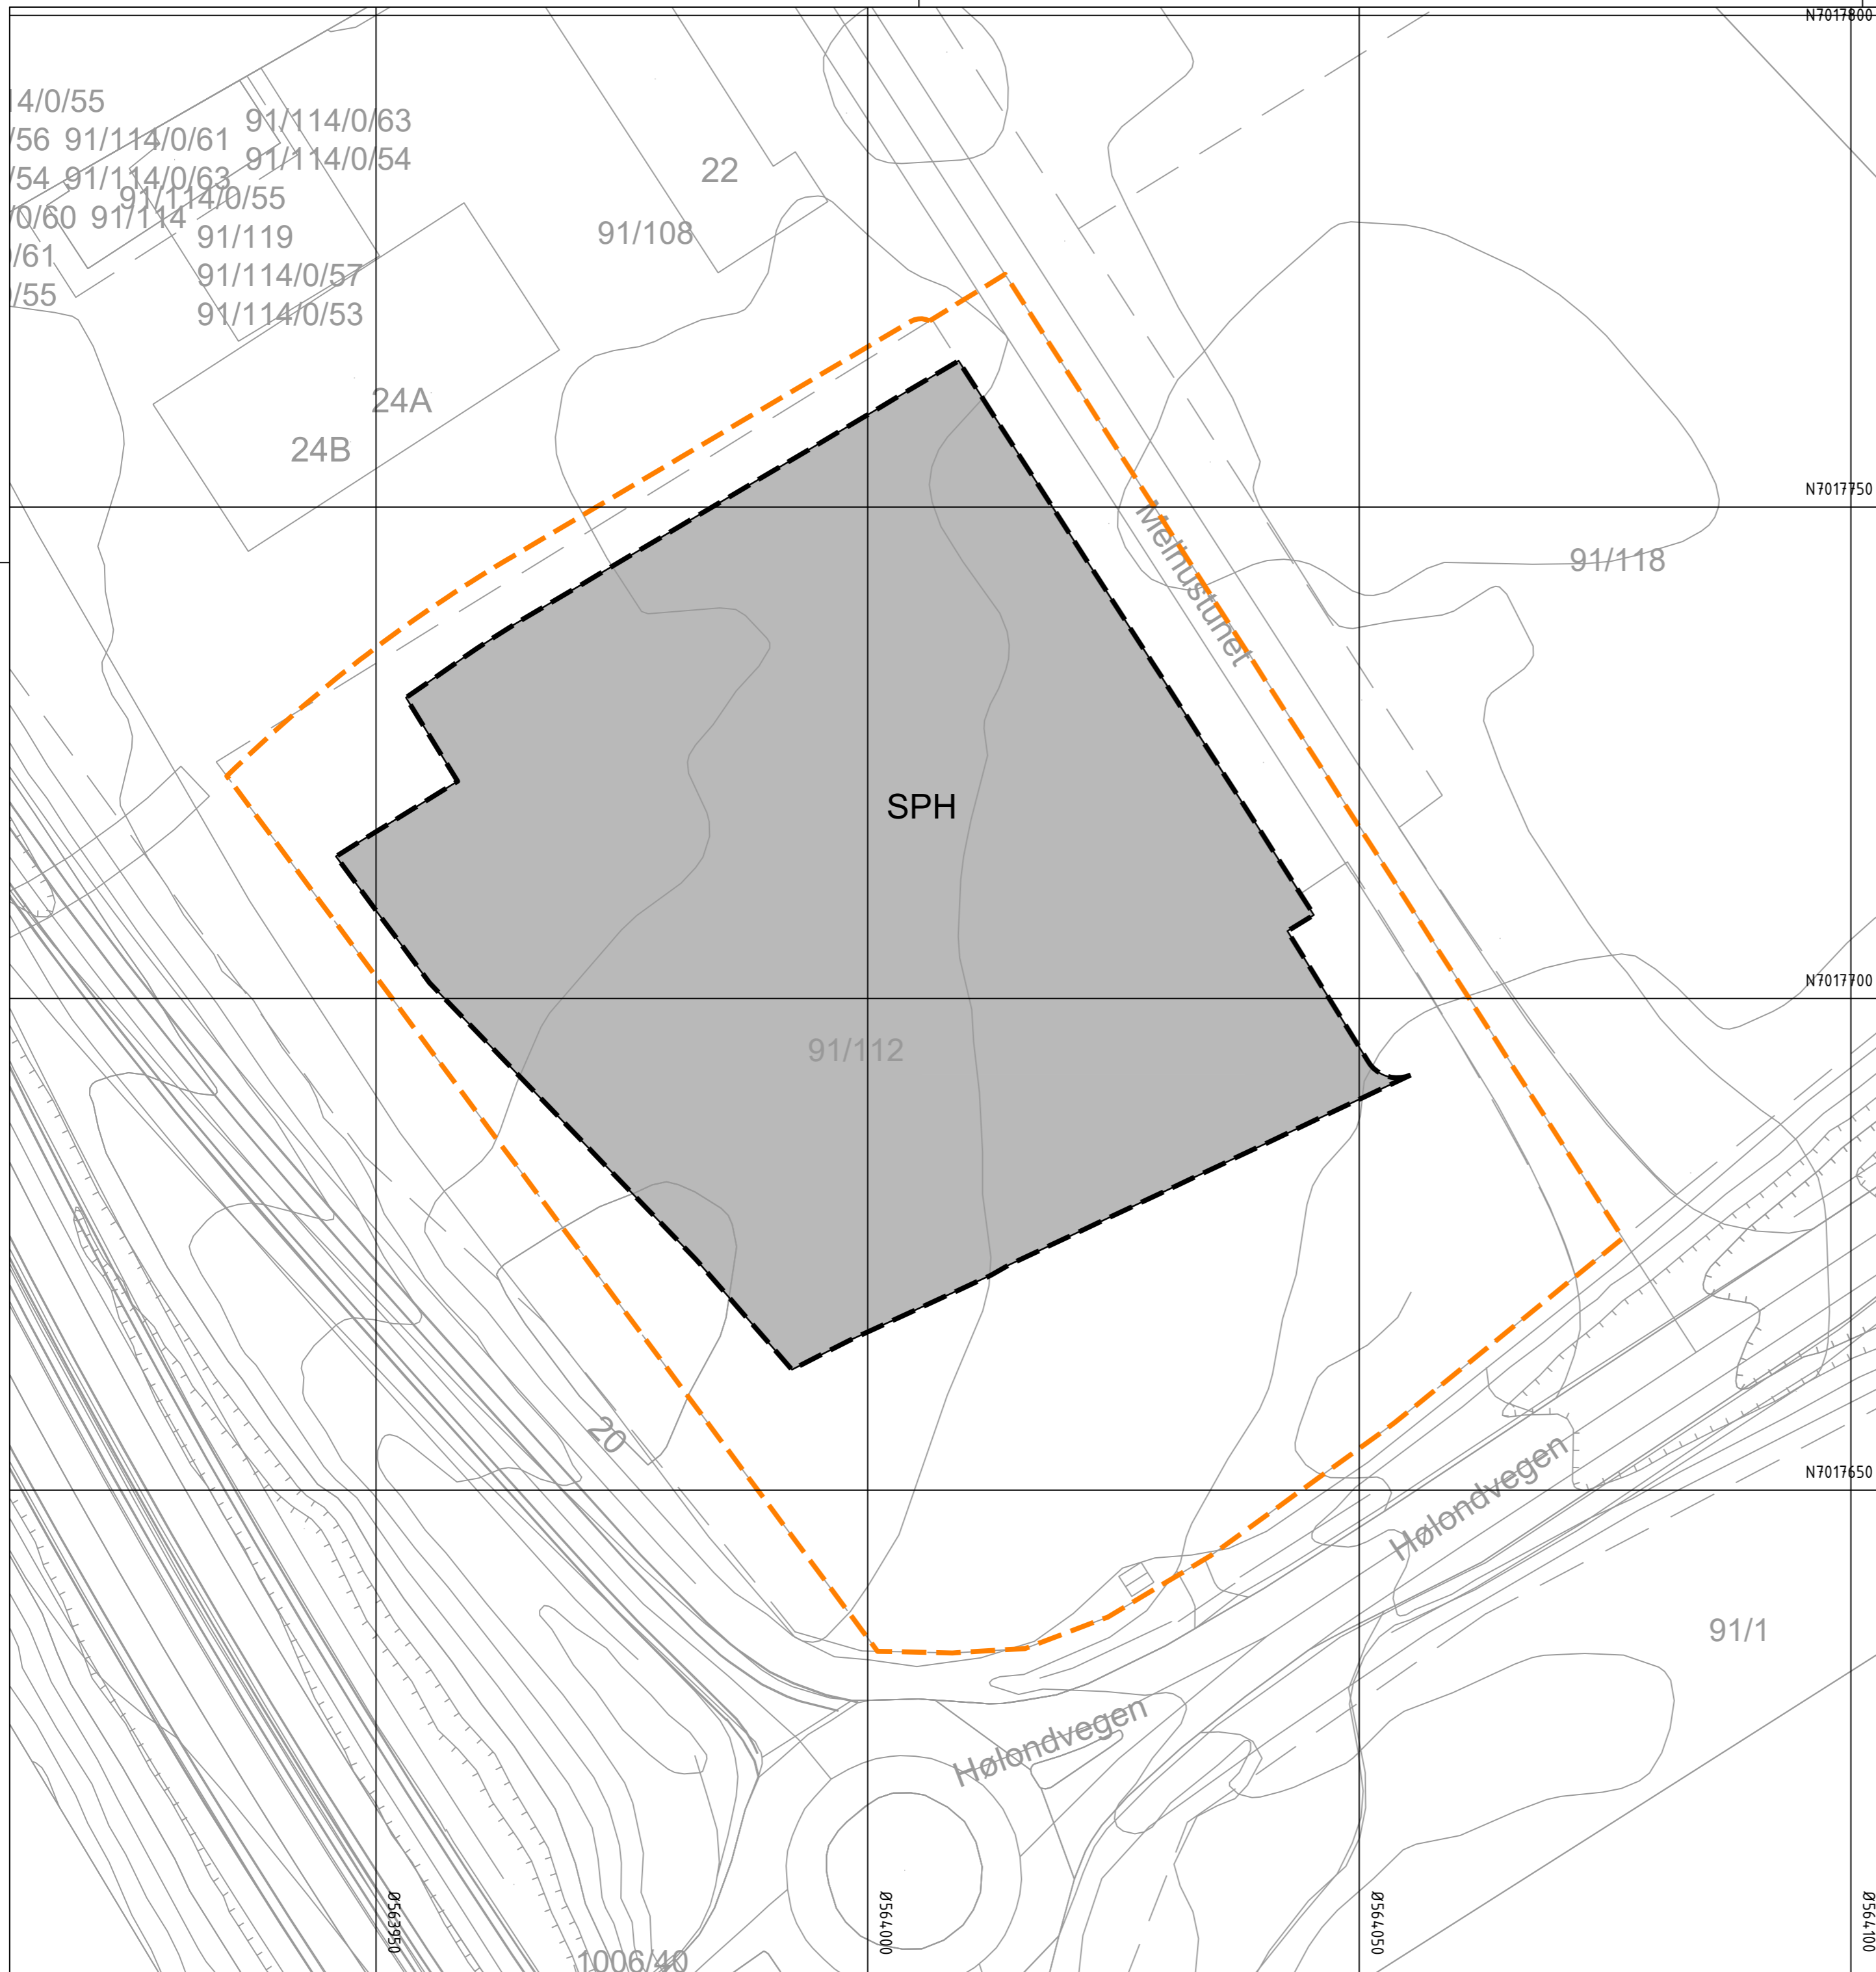 N7017800
4/0/55
91/114/0/63
/56 91/114/0/61
91/114/0/54
/54 91/114/0/63
91/114/0/55
/0/60 91/114
91/119
/61
91/114/0/57
/55
91/114/0/53
22
91/108
24A
24B
N7017750
Melhustunet
91/118
SPH
N7017700
91/112
20
N7017650
Hølondvegen
91/1
Hølondvegen
Ø563950
Ø564000
Ø564050
Ø564100
1006/40